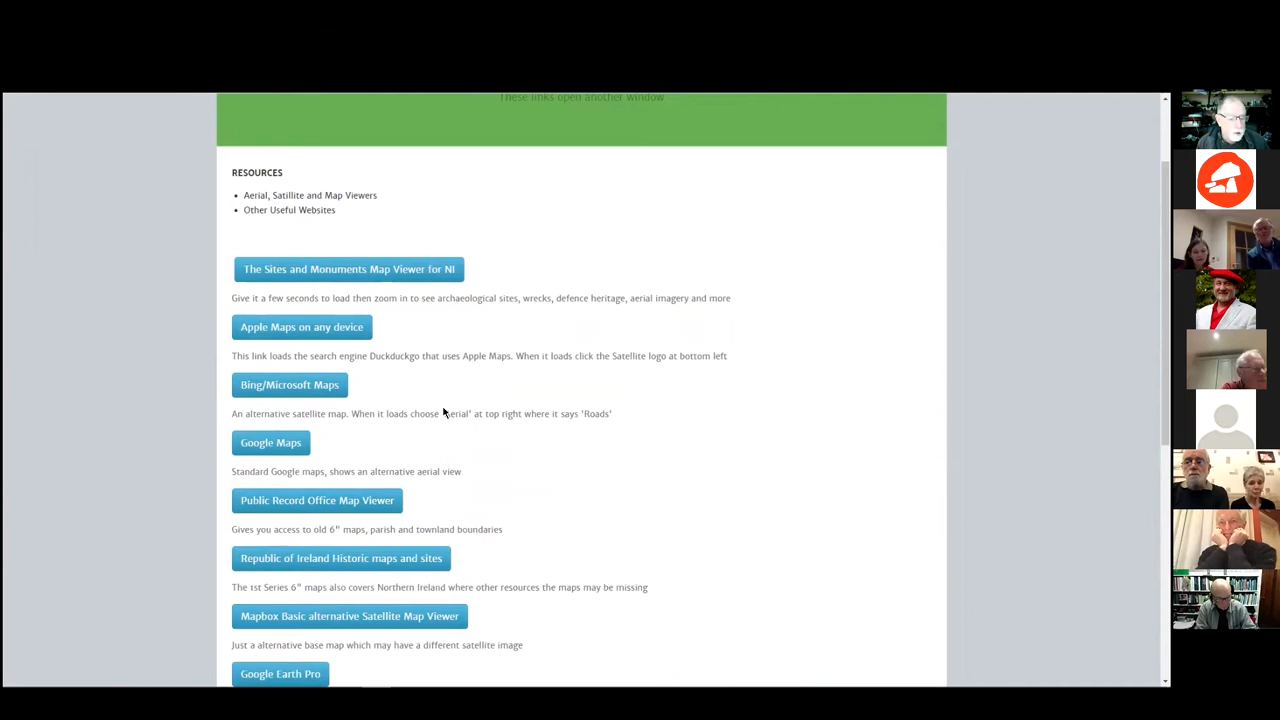 These links open another window
RESOURCES
Aerial, Satillite and Map Viewers
Other Useful Websites
The Sites and Monuments Map Viewer for NI
Give it a few seconds to load then zoom in to see archaeological sites, wrecks, defence heritage, aerial imagery and more
Apple Maps on any device
This link loads the search engine Duckduckgo that uses Apple Maps. When it loads click the Satellite logo at bottom left
Bing/Microsoft Maps
An alternative satellite map. When it loads choose 'Aerial' at top right where it says 'Roads'
Google Maps
Standard Google maps, shows an alternative aerial view
Public Record Office Map Viewer
Gives you access to old 6" maps, parish and townland boundaries
Republic of Ireland Historic maps and sites
The 1st Series 6" maps also covers Northern Ireland where other resources the maps may be missing
Mapbox Basic alternative Satellite Map Viewer
Just a alternative base map which may have a different satellite image
Google Earth Pro